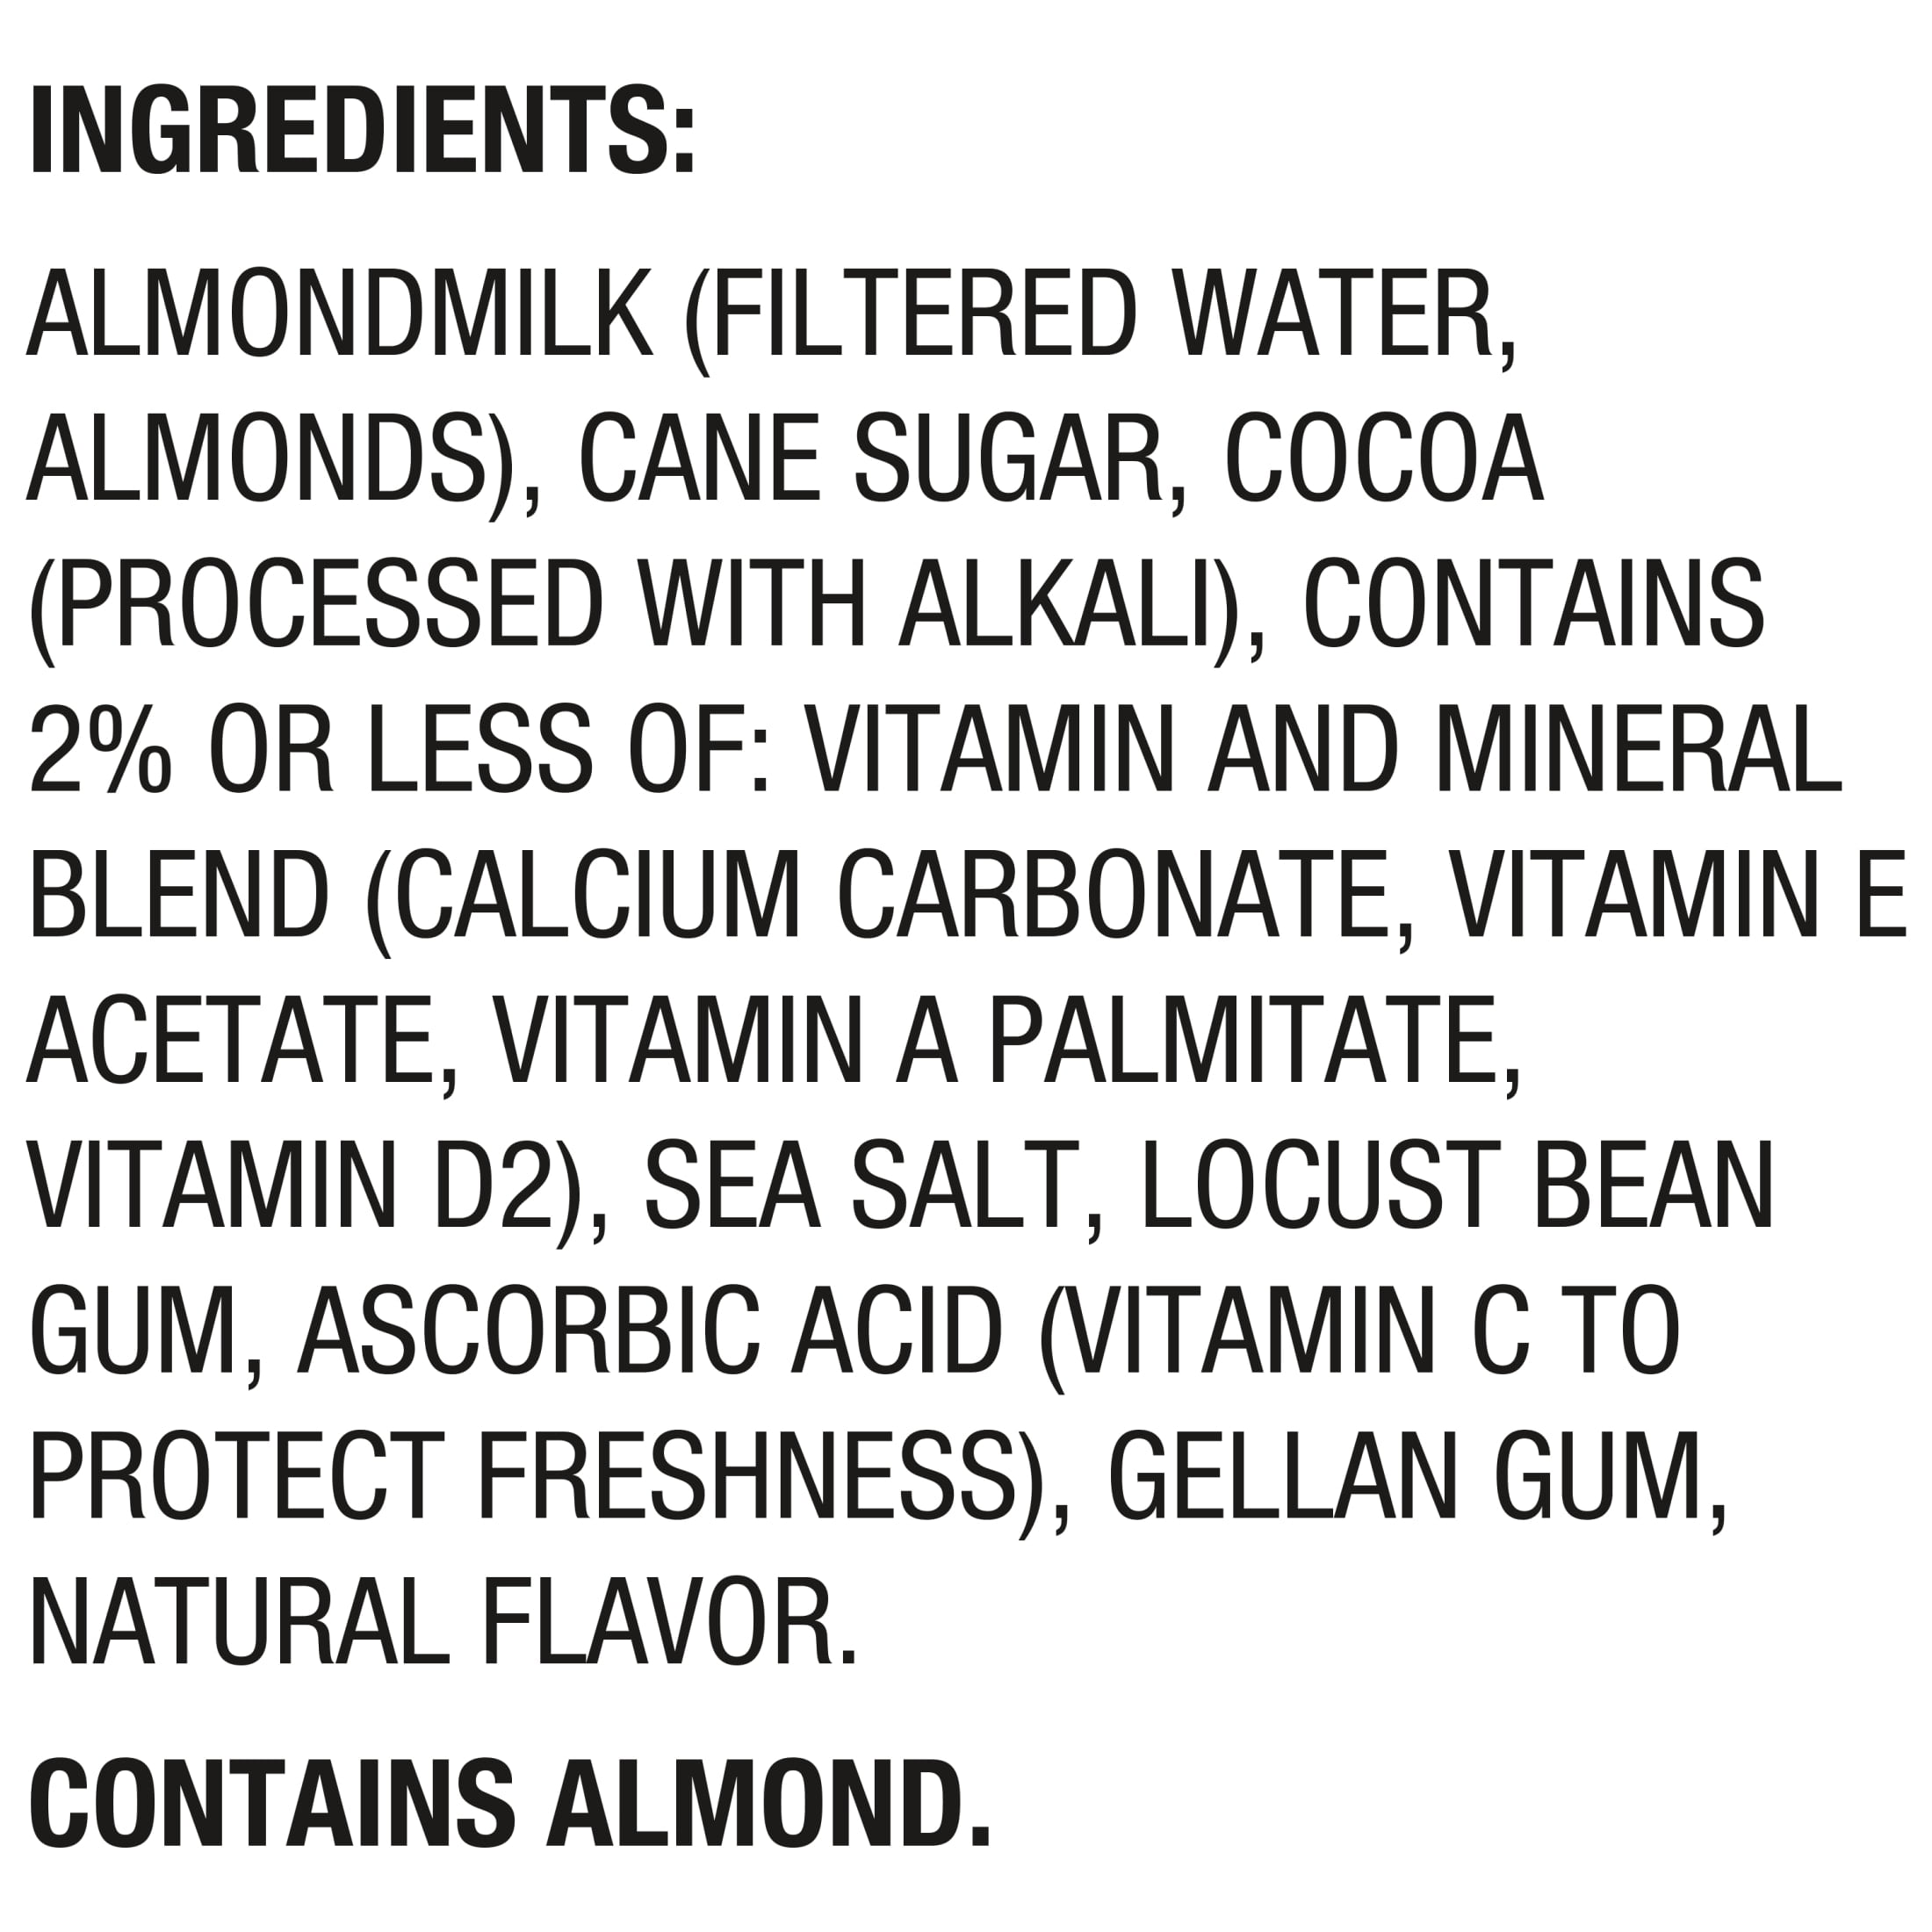 INGREDIENTS:
ALMONDMILK (FILTERED WATER,
ALMONDS), CANE SUGAR, COCOA
(PROCESSED WITH ALKALI), CONTAINS
2% OR LESS OF: VITAMIN AND MINERAL
BLEND (CALCIUM CARBONATE, VITAMIN E
ACETATE, VITAMIN A PALMITATE,
VITAMIN D2), SEA SALT, LOCUST BEAN
GUM, ASCORBIC ACID (VITAMIN C TO
PROTECT FRESHNESS), GELLAN GUM,
NATURAL FLAVOR.
CONTAINS ALMOND.